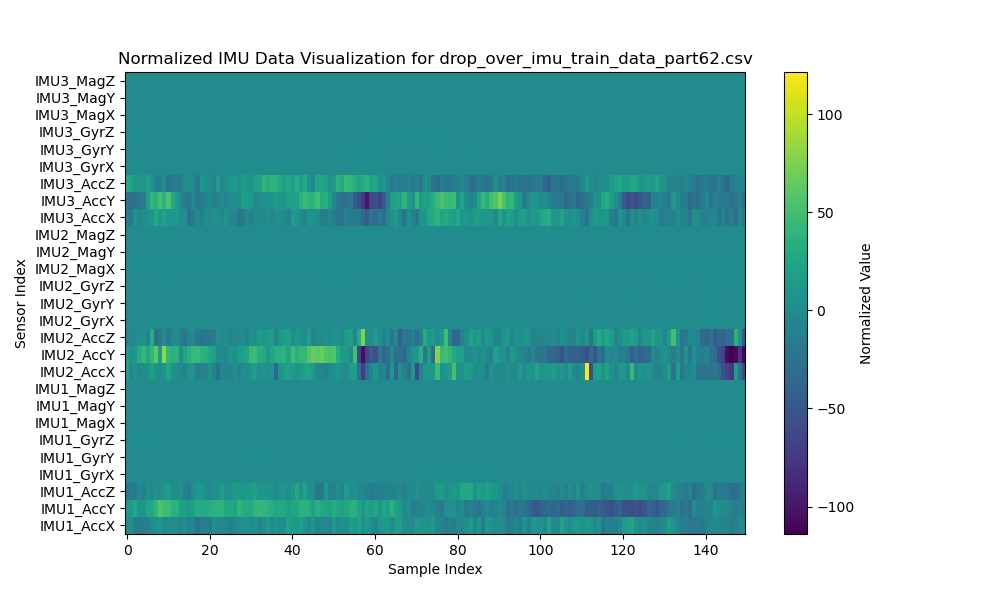 Normalized IMU Data Visualization for drop_over_imu_train_data_part62.csv
IMU3_MagZ
IMU3_MagY
IMU3_MagX
IMU3_GyrZ
IMU3_GyrY
IMU3_GyrX
IMU3_AccZ
IMU3_AccY
IMU3_AccX
IMU2_MagZ
IMU2_MagY
IMU2_MagX
IMU2_GyrZ
IMU2_GyrY
IMU2_GyrX
IMU2_AccZ
IMU2_AccY
IMU2_AccX
IMU1_MagZ
IMU1_MagY
IMU1_MagX
IMU1_GyrZ
IMU1_GyrY
IMU1_GyrX
IMU1_AccZ
IMU1_AccY
IMU1_AccX
Sensor Index
0 20 40 60 80 100 120 140
Sample Index
100
50
0
−50
−100
Normalized Value